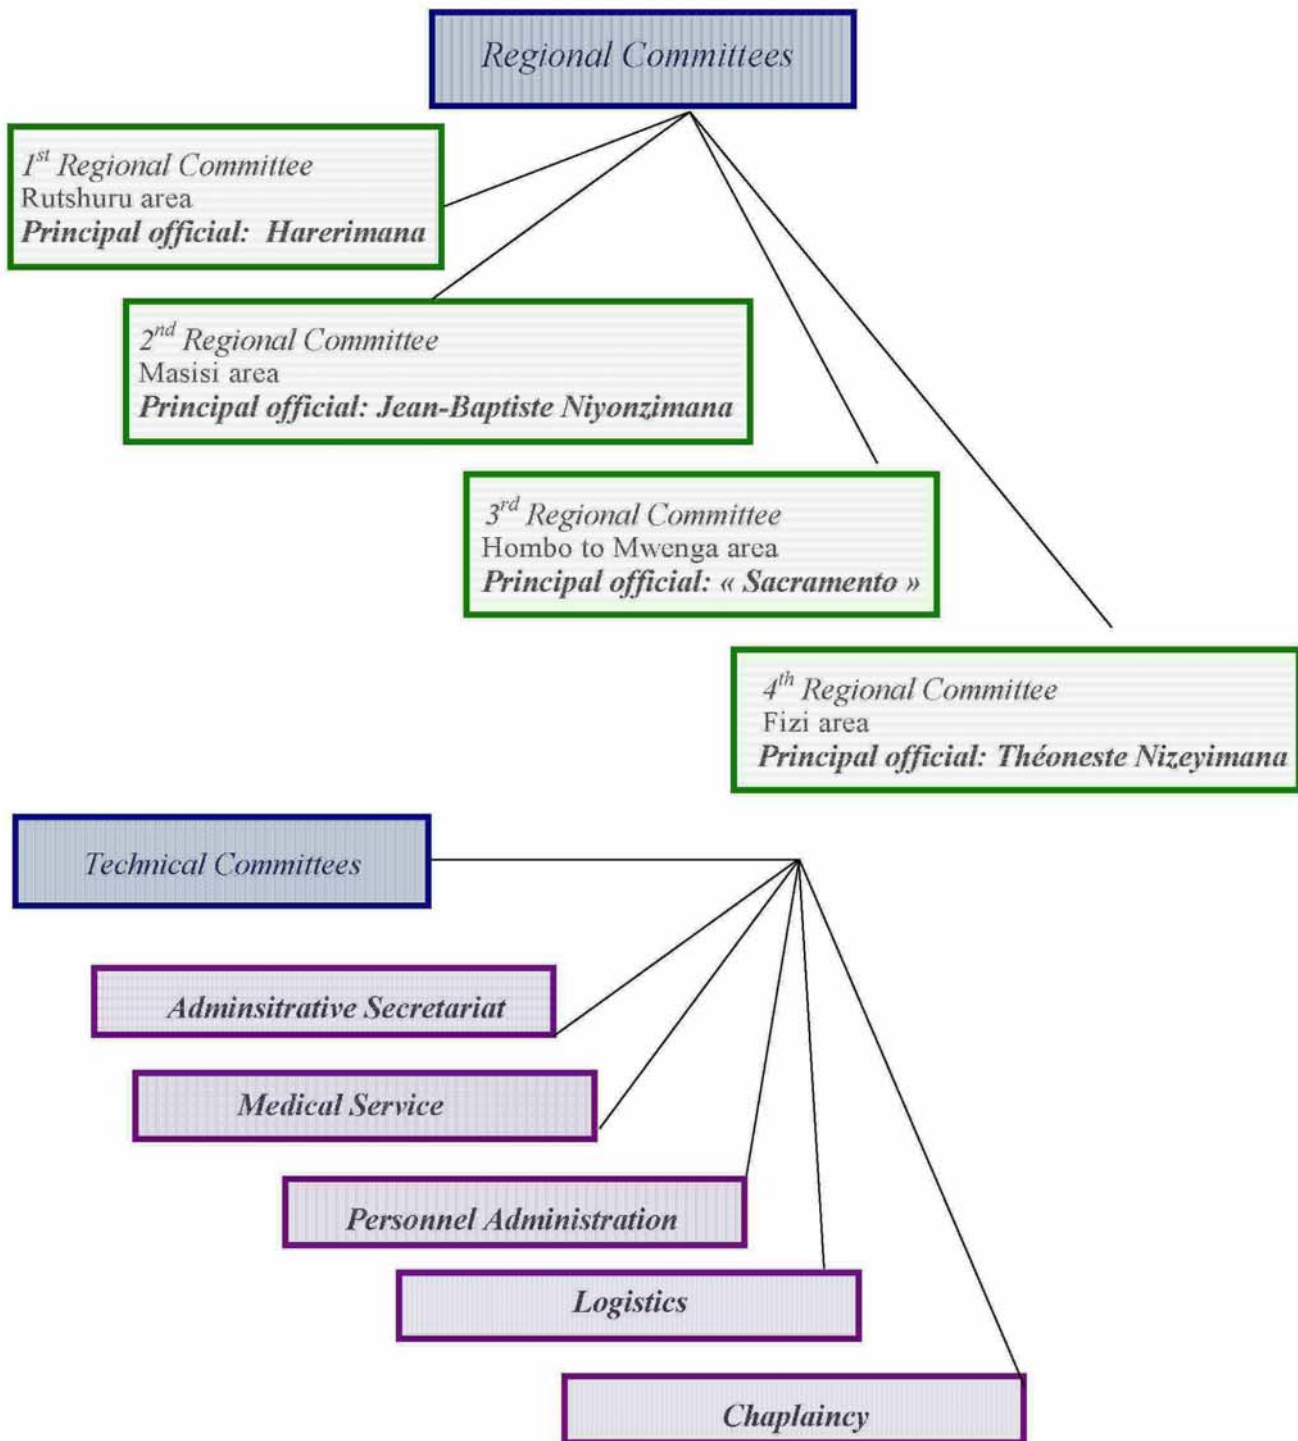 Regional Committees
1st Regional Committee
Rutshuru area
Principal official: Harerimana
2nd Regional Committee
Masisi area
Principal official: Jean-Baptiste Niyonzimana
3rd Regional Committee
Hombo to Mwenga area
Principal official: « Sacramento »
4th Regional Committee
Fizi area
Principal official: Théoneste Nizeyimana
Technical Committees
Adminsitrative Secretariat
Medical Service
Personnel Administration
Logistics
Chaplaincy